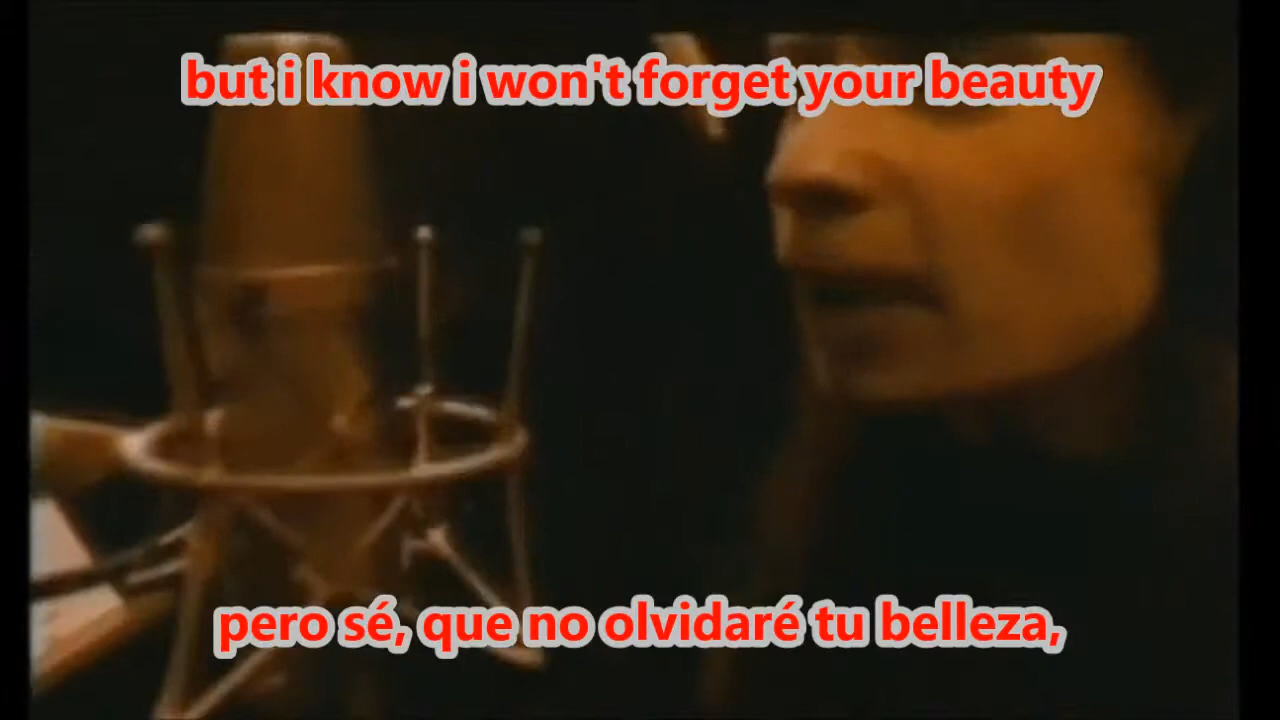 but i know i won't forget your beauty
pero sé, que no olvidaré tu belleza,